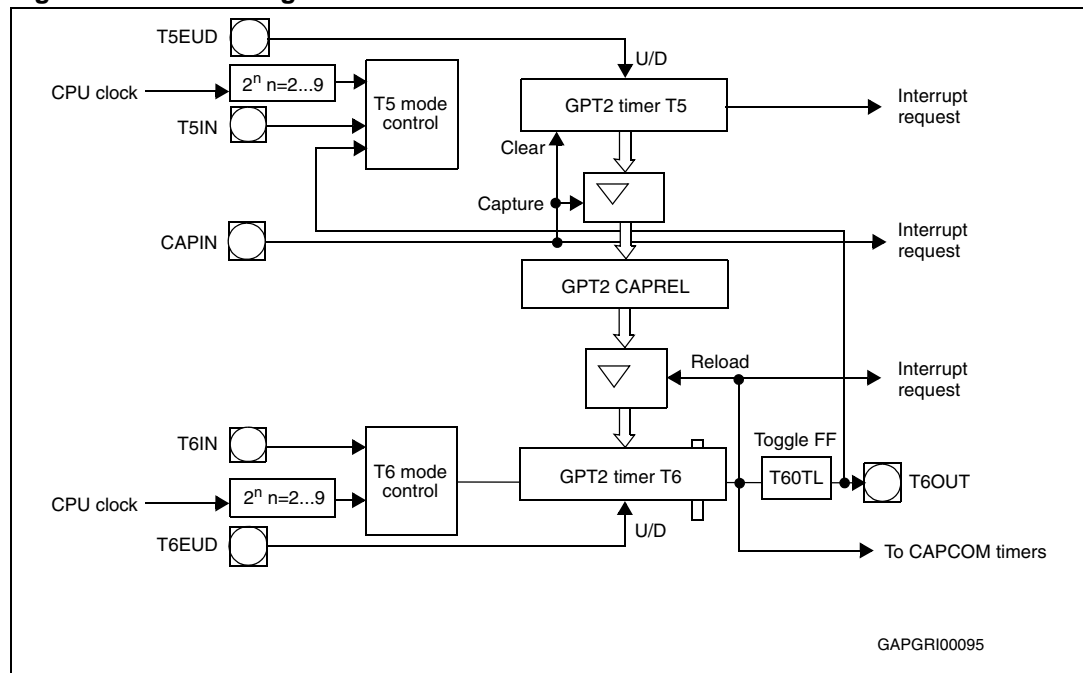 T5EUD
U/D
CPU clock
2n n=2...9
T5 mode
control
GPT2 timer T5
Interrupt
request
T5IN
Clear
Capture
CAPIN
Interrupt
request
GPT2 CAPREL
Reload
Interrupt
request
T6IN
Toggle FF
T6 mode
control
GPT2 timer T6
T60TL
T6OUT
CPU clock
2n n=2...9
U/D
T6EUD
To CAPCOM timers
GAPGRI00095